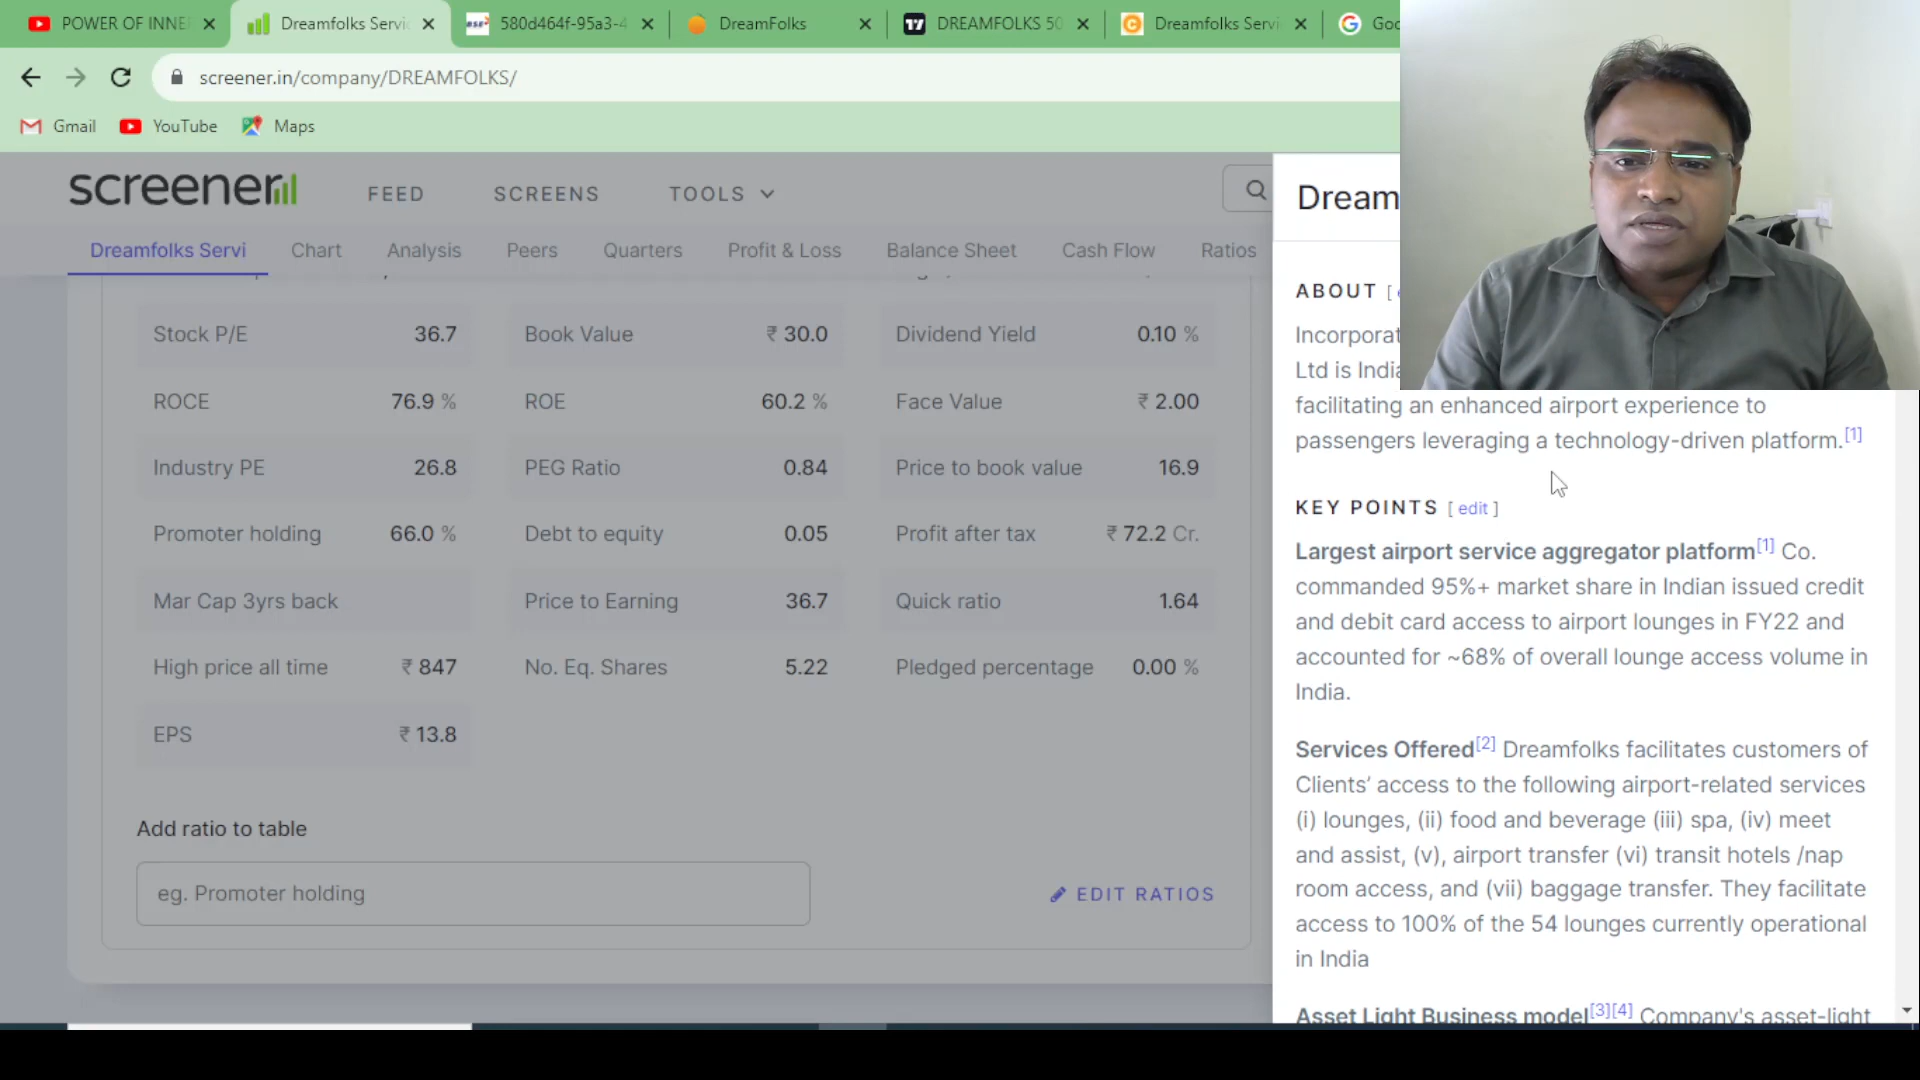 POWER OF INNE
Dreamfolks Servic
580d464f-95a3-4
DreamFolks
DREAMFOLKS 50
Dreamfolks Servi
Goo
screener.in/company/DREAMFOLKS/
Gmail
YouTube
Maps
screener
FEED
SCREENS
TOOLS
Dreamfolks Servi
Chart
Analysis
Peers
Quarters
Profit & Loss
Balance Sheet
Cash Flow
Ratios
Stock P/E 36.7
Book Value ₹ 30.0
Dividend Yield 0.10 %
ROCE 76.9 %
ROE 60.2 %
Face Value ₹ 2.00
Industry PE 26.8
PEG Ratio 0.84
Price to book value 16.9
Promoter holding 66.0 %
Debt to equity 0.05
Profit after tax ₹ 72.2 Cr.
Mar Cap 3yrs back
Price to Earning 36.7
Quick ratio 1.64
High price all time ₹ 847
No. Eq. Shares 5.22
Pledged percentage 0.00 %
EPS ₹ 13.8
Add ratio to table
eg. Promoter holding
EDIT RATIOS
Dream
ABOUT [
Incorporat
Ltd is India
facilitating an enhanced airport experience to
passengers leveraging a technology-driven platform.[1]
KEY POINTS [ edit ]
Largest airport service aggregator platform[1] Co.
commanded 95%+ market share in Indian issued credit
and debit card access to airport lounges in FY22 and
accounted for ~68% of overall lounge access volume in
India.
Services Offered[2] Dreamfolks facilitates customers of
Clients’ access to the following airport-related services
(i) lounges, (ii) food and beverage (iii) spa, (iv) meet
and assist, (v), airport transfer (vi) transit hotels /nap
room access, and (vii) baggage transfer. They facilitate
access to 100% of the 54 lounges currently operational
in India
Asset Light Business model[3][4] Company's asset-light